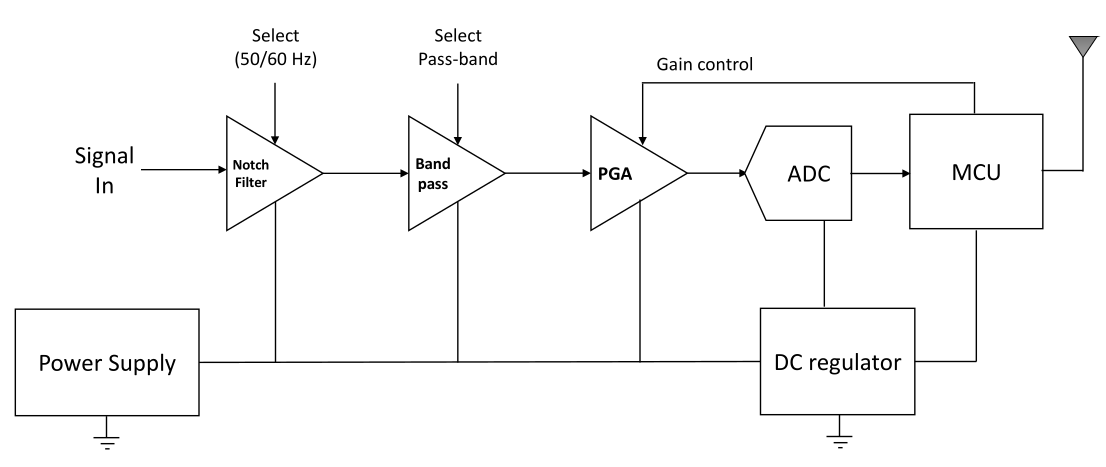 Select
(50/60 Hz)
Select
Pass-band
Gain control
Signal
In
Notch
Filter
Band
pass
PGA
ADC
MCU
Power Supply
DC regulator